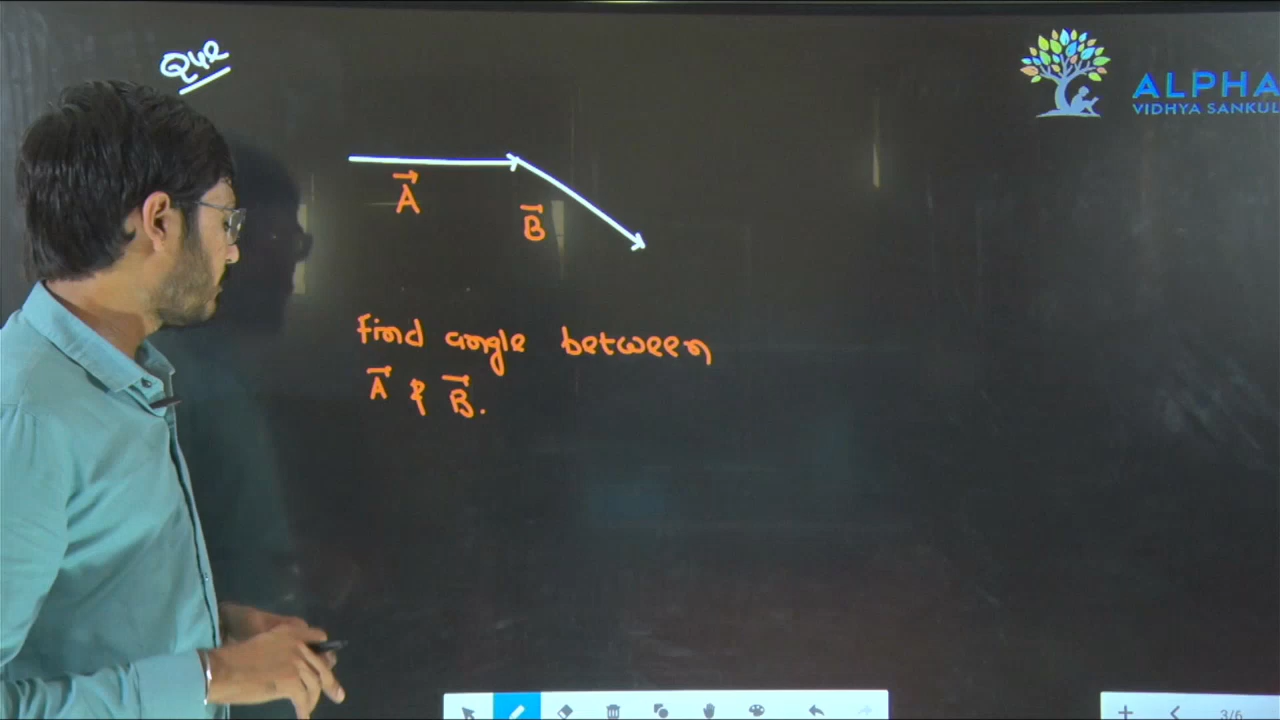 Que
ALPHA
VIDHYA SANKUL
A
B
Find angle between
A & B.
3/6